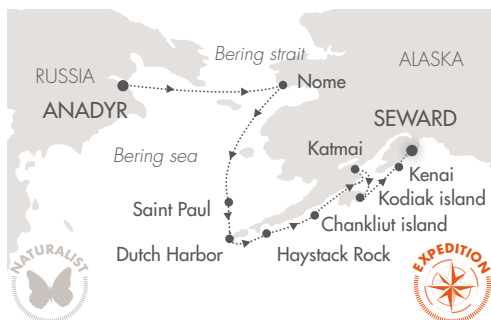 Bering strait
ALASKA
RUSSIA
Nome
ANADYR
SEWARD
Katmai
Bering sea
Kenai
Kodiak island
Saint Paul
Chankliut island
Dutch Harbor
Haystack Rock
NATURALIST
EXPEDITION